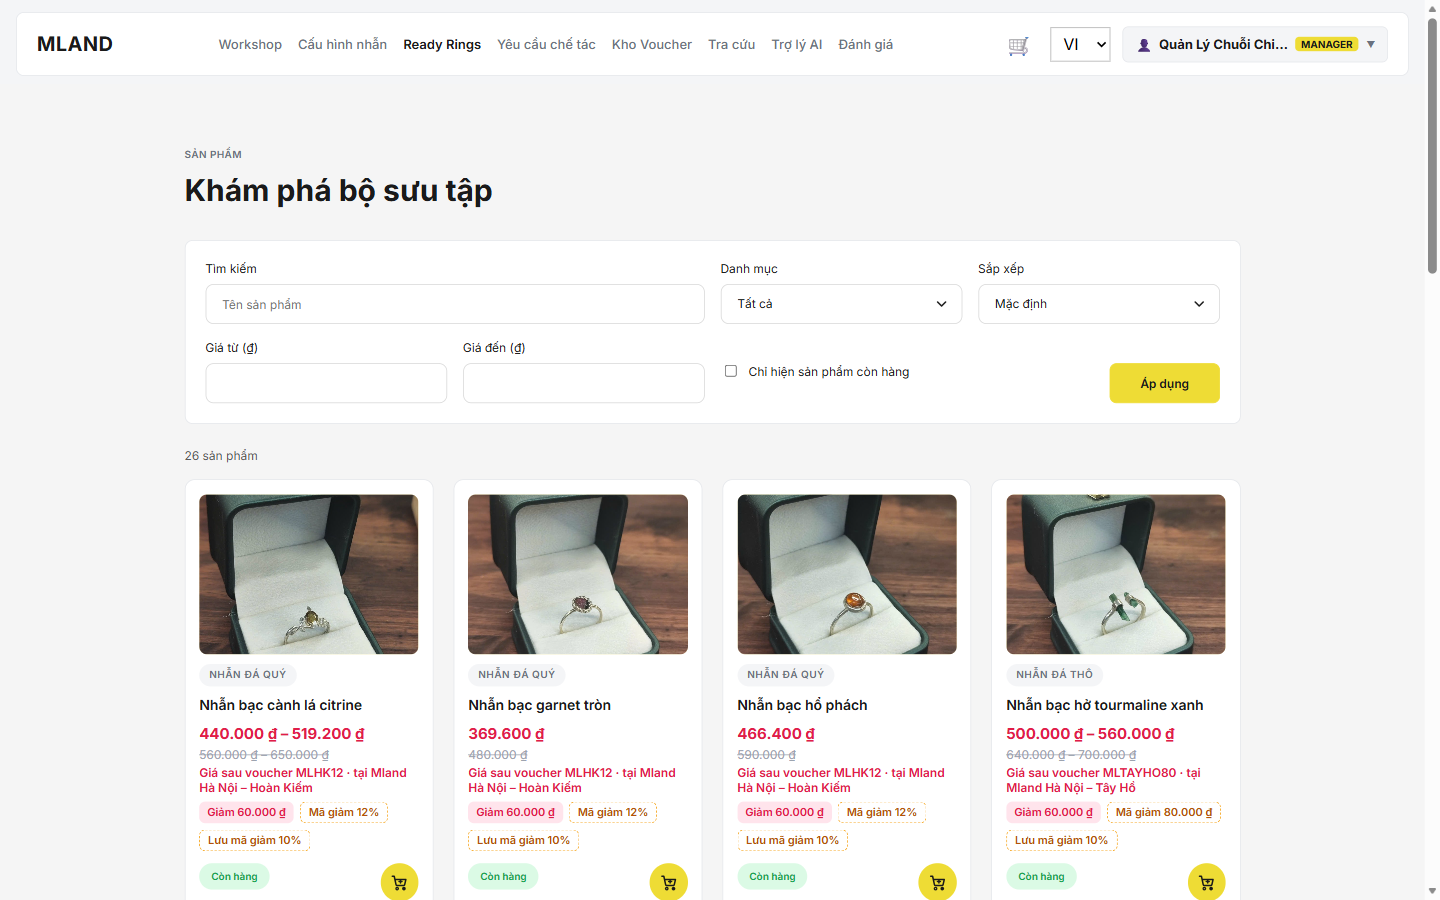 MLAND
Workshop
Cấu hình nhẫn
Ready Rings
Yêu cầu chế tác
Kho Voucher
Tra cứu
Trợ lý AI
Đánh giá
VI
Quản Lý Chuỗi Chi...
MANAGER
SẢN PHẨM
Khám phá bộ sưu tập
Tìm kiếm
Danh mục
Sắp xếp
Tên sản phẩm
Tất cả
Mặc định
Giá từ (₫)
Giá đến (₫)
Chỉ hiện sản phẩm còn hàng
Áp dụng
26 sản phẩm
NHẪN ĐÁ QUÝ
Nhẫn bạc cành lá citrine
440.000 ₫ – 519.200 ₫
560.000 ₫ – 650.000 ₫
Giá sau voucher MLHK12 · tại Mland
Hà Nội – Hoàn Kiếm
Giảm 60.000 ₫
Mã giảm 12%
Lưu mã giảm 10%
Còn hàng
NHẪN ĐÁ QUÝ
Nhẫn bạc garnet tròn
369.600 ₫
480.000 ₫
Giá sau voucher MLHK12 · tại Mland
Hà Nội – Hoàn Kiếm
Giảm 60.000 ₫
Mã giảm 12%
Lưu mã giảm 10%
Còn hàng
NHẪN ĐÁ QUÝ
Nhẫn bạc hổ phách
466.400 ₫
590.000 ₫
Giá sau voucher MLHK12 · tại Mland
Hà Nội – Hoàn Kiếm
Giảm 60.000 ₫
Mã giảm 12%
Lưu mã giảm 10%
Còn hàng
NHẪN ĐÁ THÔ
Nhẫn bạc hở tourmaline xanh
500.000 ₫ – 560.000 ₫
640.000 ₫ – 700.000 ₫
Giá sau voucher MLTAYHO80 · tại
Mland Hà Nội – Tây Hồ
Giảm 60.000 ₫
Mã giảm 80.000 ₫
Lưu mã giảm 10%
Còn hàng